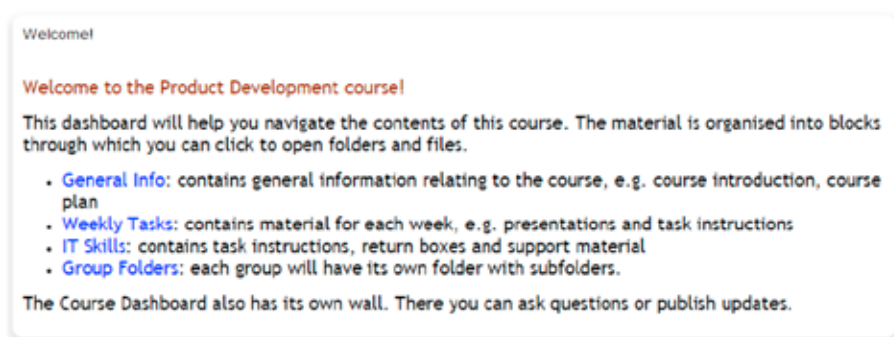 Welcome!
Welcome to the Product Development course!
This dashboard will help you navigate the contents of this course. The material is organised into blocks
through which you can click to open folders and files.
• General Info: contains general information relating to the course, e.g. course introduction, course
plan
• Weekly Tasks: contains material for each week, e.g. presentations and task instructions
• IT Skills: contains task instructions, return boxes and support material
• Group Folders: each group will have its own folder with subfolders.
The Course Dashboard also has its own wall. There you can ask questions or publish updates.